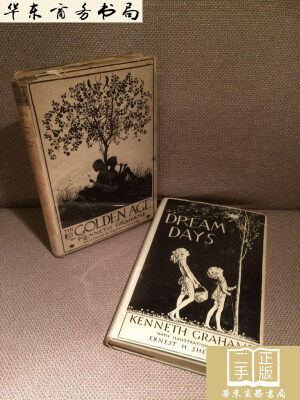 华东商务书局
THE
GOLDEN AGE
BY KENNETH GRAHAME
DREAM
DAYS
KENNETH GRAHAM
WITH ILLUSTRATIONS
ERNEST H. SHE
正版
二手
华东商务书局